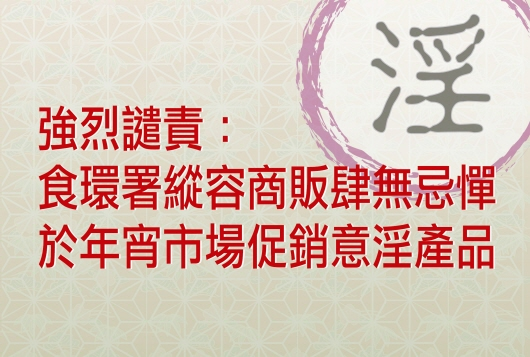 淫
強烈譴責：
食環署縱容商販肆無忌憚
於年宵市場促銷意淫產品